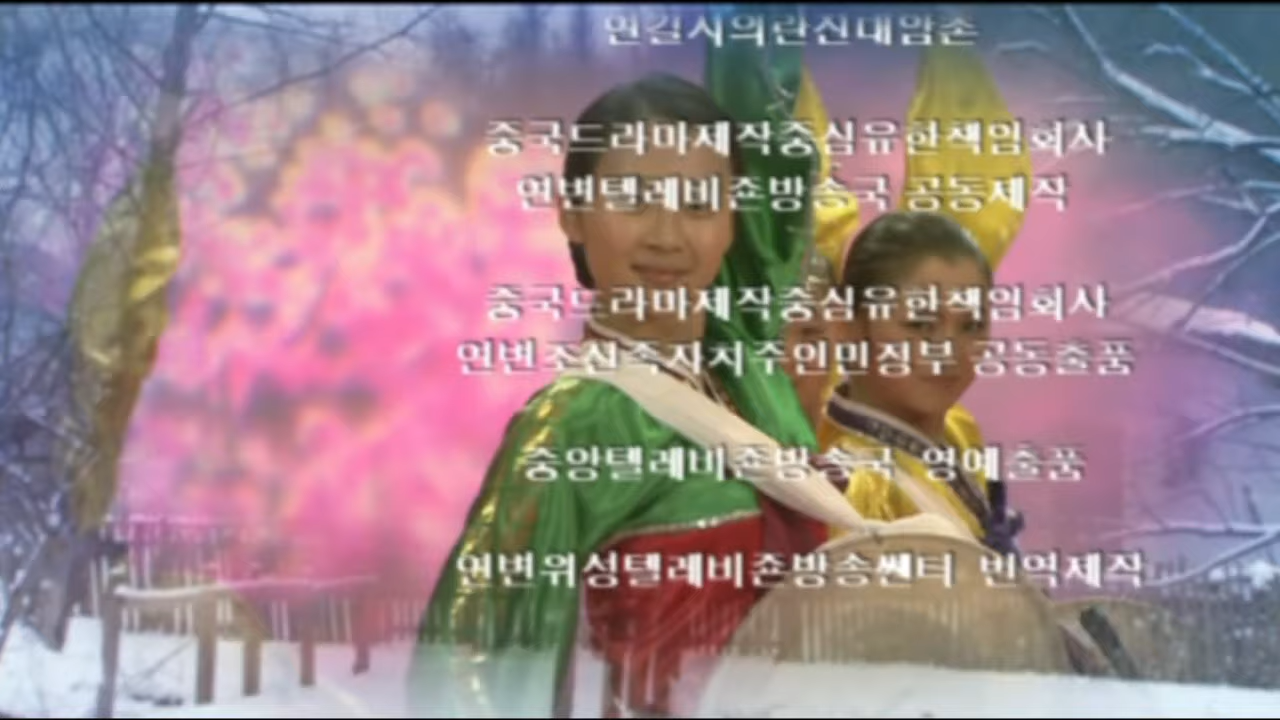 연길시의란진대암촌
중국드라마제작중심유한책임회사
연변텔레비죤방송국 공동제작
중국드라마제작중심유한책임회사
연변조선족자치주인민정부 공동출품
중앙텔레비죤방송국 영예출품
연변위성텔레비죤방송쎈터 번역제작